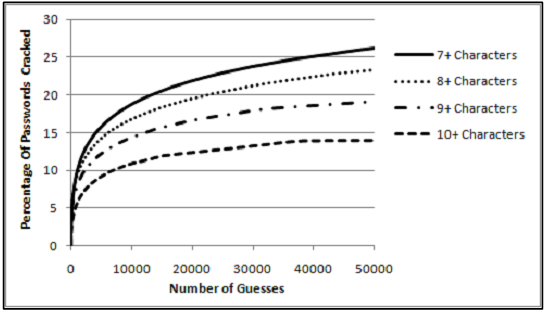 30
25
20
15
10
5
0
Percentage Of Passwords Cracked
0 10000 20000 30000 40000 50000
Number of Guesses
7+ Characters
8+ Characters
9+ Characters
10+ Characters